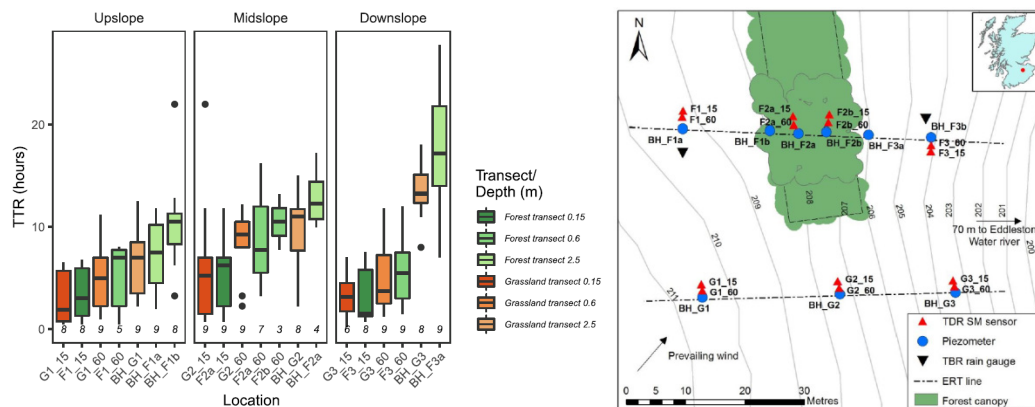 Upslope
Midslope
Downslope
TTR (hours)
20
10
0
8 8 9 5 9 9 8
9 9 9 7 3 8 4
6 8 9 9 8 9
G1_15
F1_15
G1_60
F1_60
BH_G1
BH_F1a
BH_F1b
G2_15
F2a_15
G2_60
F2a_60
F2b_60
BH_G2
BH_F2a
G3_15
F3_15
G3_60
F3_60
BH_G3
BH_F3a
Location
Transect/
Depth (m)
Forest transect 0.15
Forest transect 0.6
Forest transect 2.5
Grassland transect 0.15
Grassland transect 0.6
Grassland transect 2.5
N
F1_15
F1_60
BH_F1a
F2a_15
F2a_60
BH_F1b
BH_F2a
F2b_15
F2b_60
BH_F2b
BH_F3a
BH_F3b
F3_60
F3_15
209
208
207
206
205
204
203
202
201
200
210
211
70 m to Eddleston
Water river
G1_15
G1_60
BH_G1
G2_15
G2_60
BH_G2
G3_15
G3_60
BH_G3
Prevailing wind
0 5 10 20 30
Metres
TDR SM sensor
Piezometer
TBR rain gauge
ERT line
Forest canopy